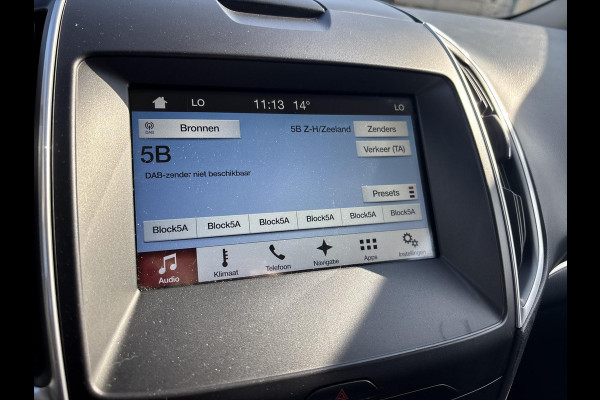 LO 11:13 14° LO
DAB Bronnen 5B Z-H/Zeeland Zenders
5B Verkeer (TA)
DAB-zender niet beschikbaar
Presets
Block5A Block5A Block5A Block5A Block5A Block5A
Audio Klimaat Telefoon Navigatie Apps Instellingen